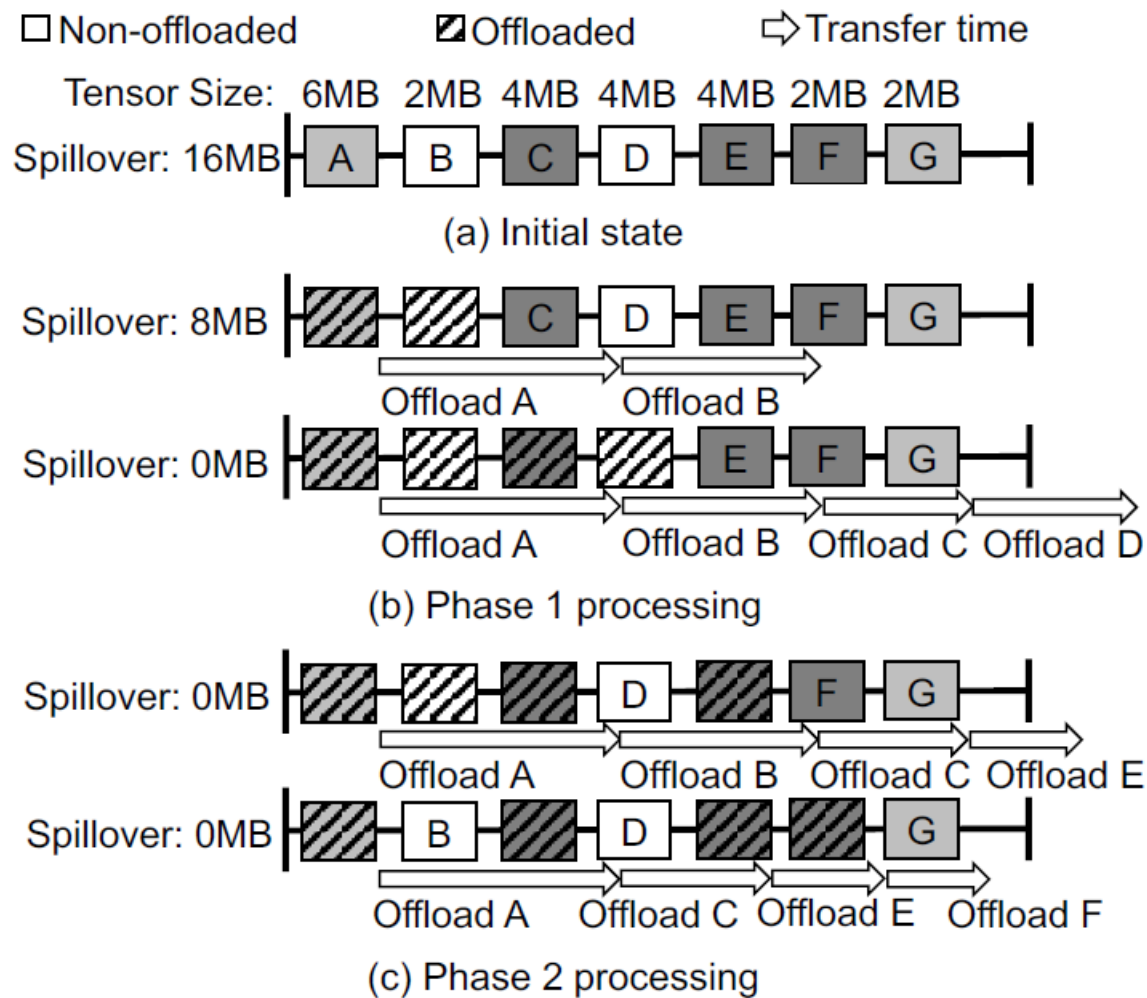 Non-offloaded Offloaded Transfer time
Tensor Size: 6MB 2MB 4MB 4MB 4MB 2MB 2MB
Spillover: 16MB A B C D E F G
(a) Initial state
Spillover: 8MB C D E F G
Offload A Offload B
Spillover: 0MB E F G
Offload A Offload B Offload C Offload D
(b) Phase 1 processing
Spillover: 0MB D F G
Offload A Offload B Offload C Offload E
Spillover: 0MB B D G
Offload A Offload C Offload E Offload F
(c) Phase 2 processing